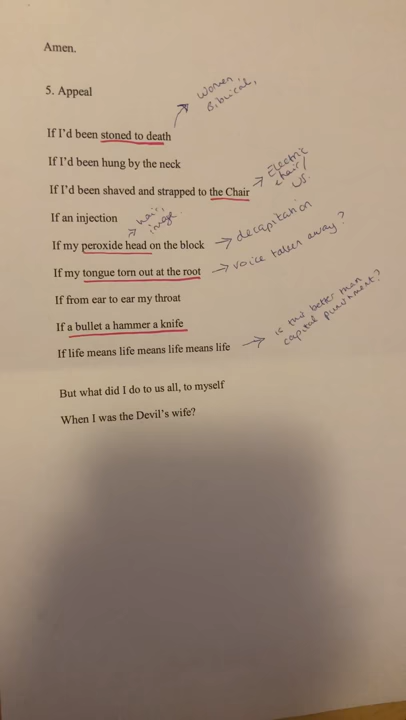 Amen.
5. Appeal
women,
Biblical,
If I'd been stoned to death
If I'd been hung by the neck
Electric
chair/
US.
If I'd been shaved and strapped to the Chair
If an injection
hair,
image
If my peroxide head on the block
decapitation
If my tongue torn out at the root
voice taken away?
If from ear to ear my throat
If a bullet a hammer a knife
If life means life means life means life
is this better than
capital punishment?
But what did I do to us all, to myself
When I was the Devil's wife?